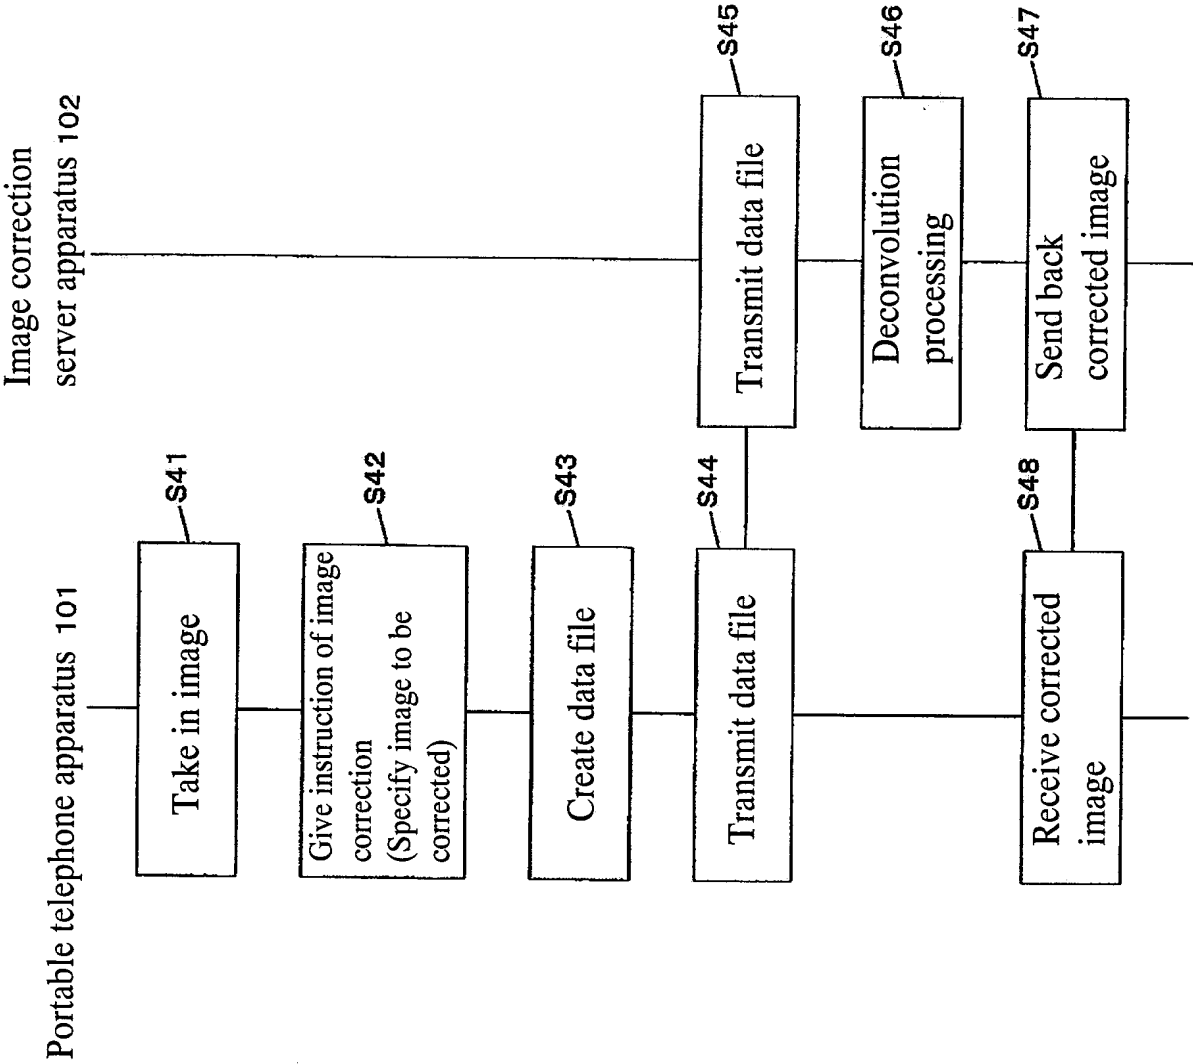 Portable telephone apparatus 101
Image correction
server apparatus 102
Take in image
S41
Give instruction of image
correction
(Specify image to be
corrected)
S42
Create data file
S43
Transmit data file
S44
Transmit data file
S45
Deconvolution
processing
S46
Send back
corrected image
S47
Receive corrected
image
S48